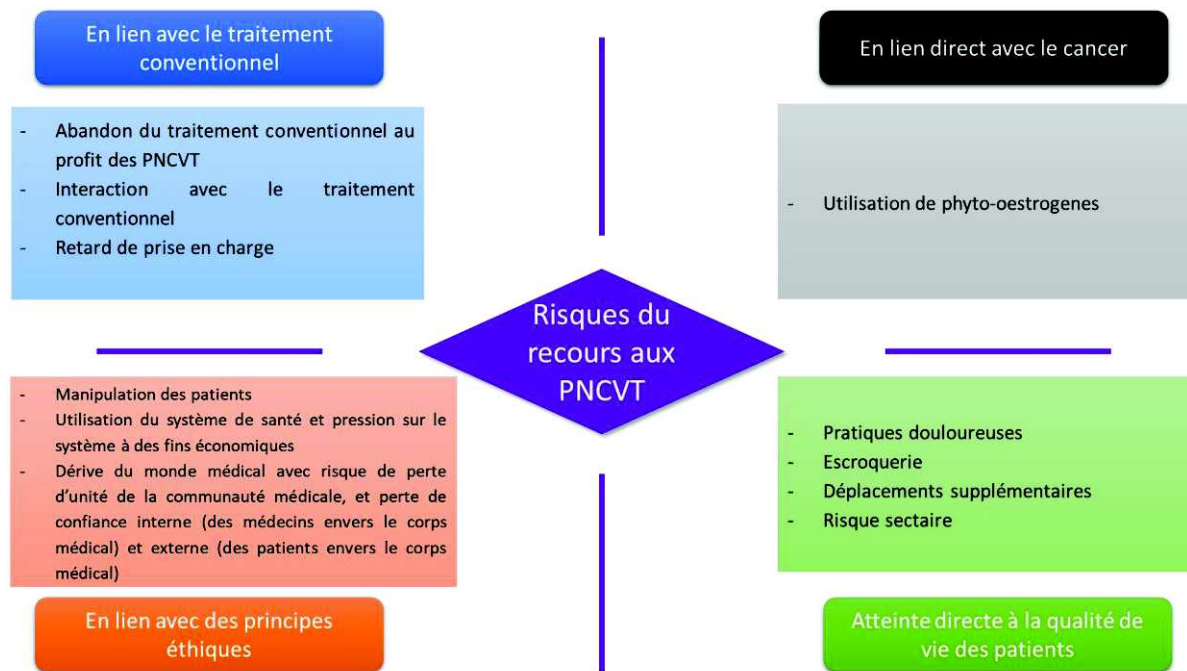 En lien avec le traitement
conventionnel
- Abandon du traitement conventionnel au
profit des PNCVT
- Interaction avec le traitement
conventionnel
- Retard de prise en charge
En lien direct avec le cancer
- Utilisation de phyto-oestrogenes
Risques du
recours aux
PNCVT
- Manipulation des patients
- Utilisation du système de santé et pression sur le
système à des fins économiques
- Dérive du monde médical avec risque de perte
d'unité de la communauté médicale, et perte de
confiance interne (des médecins envers le corps
médical) et externe (des patients envers le corps
médical)
En lien avec des principes
éthiques
- Pratiques douloureuses
- Escroquerie
- Déplacements supplémentaires
- Risque sectaire
Atteinte directe à la qualité de
vie des patients